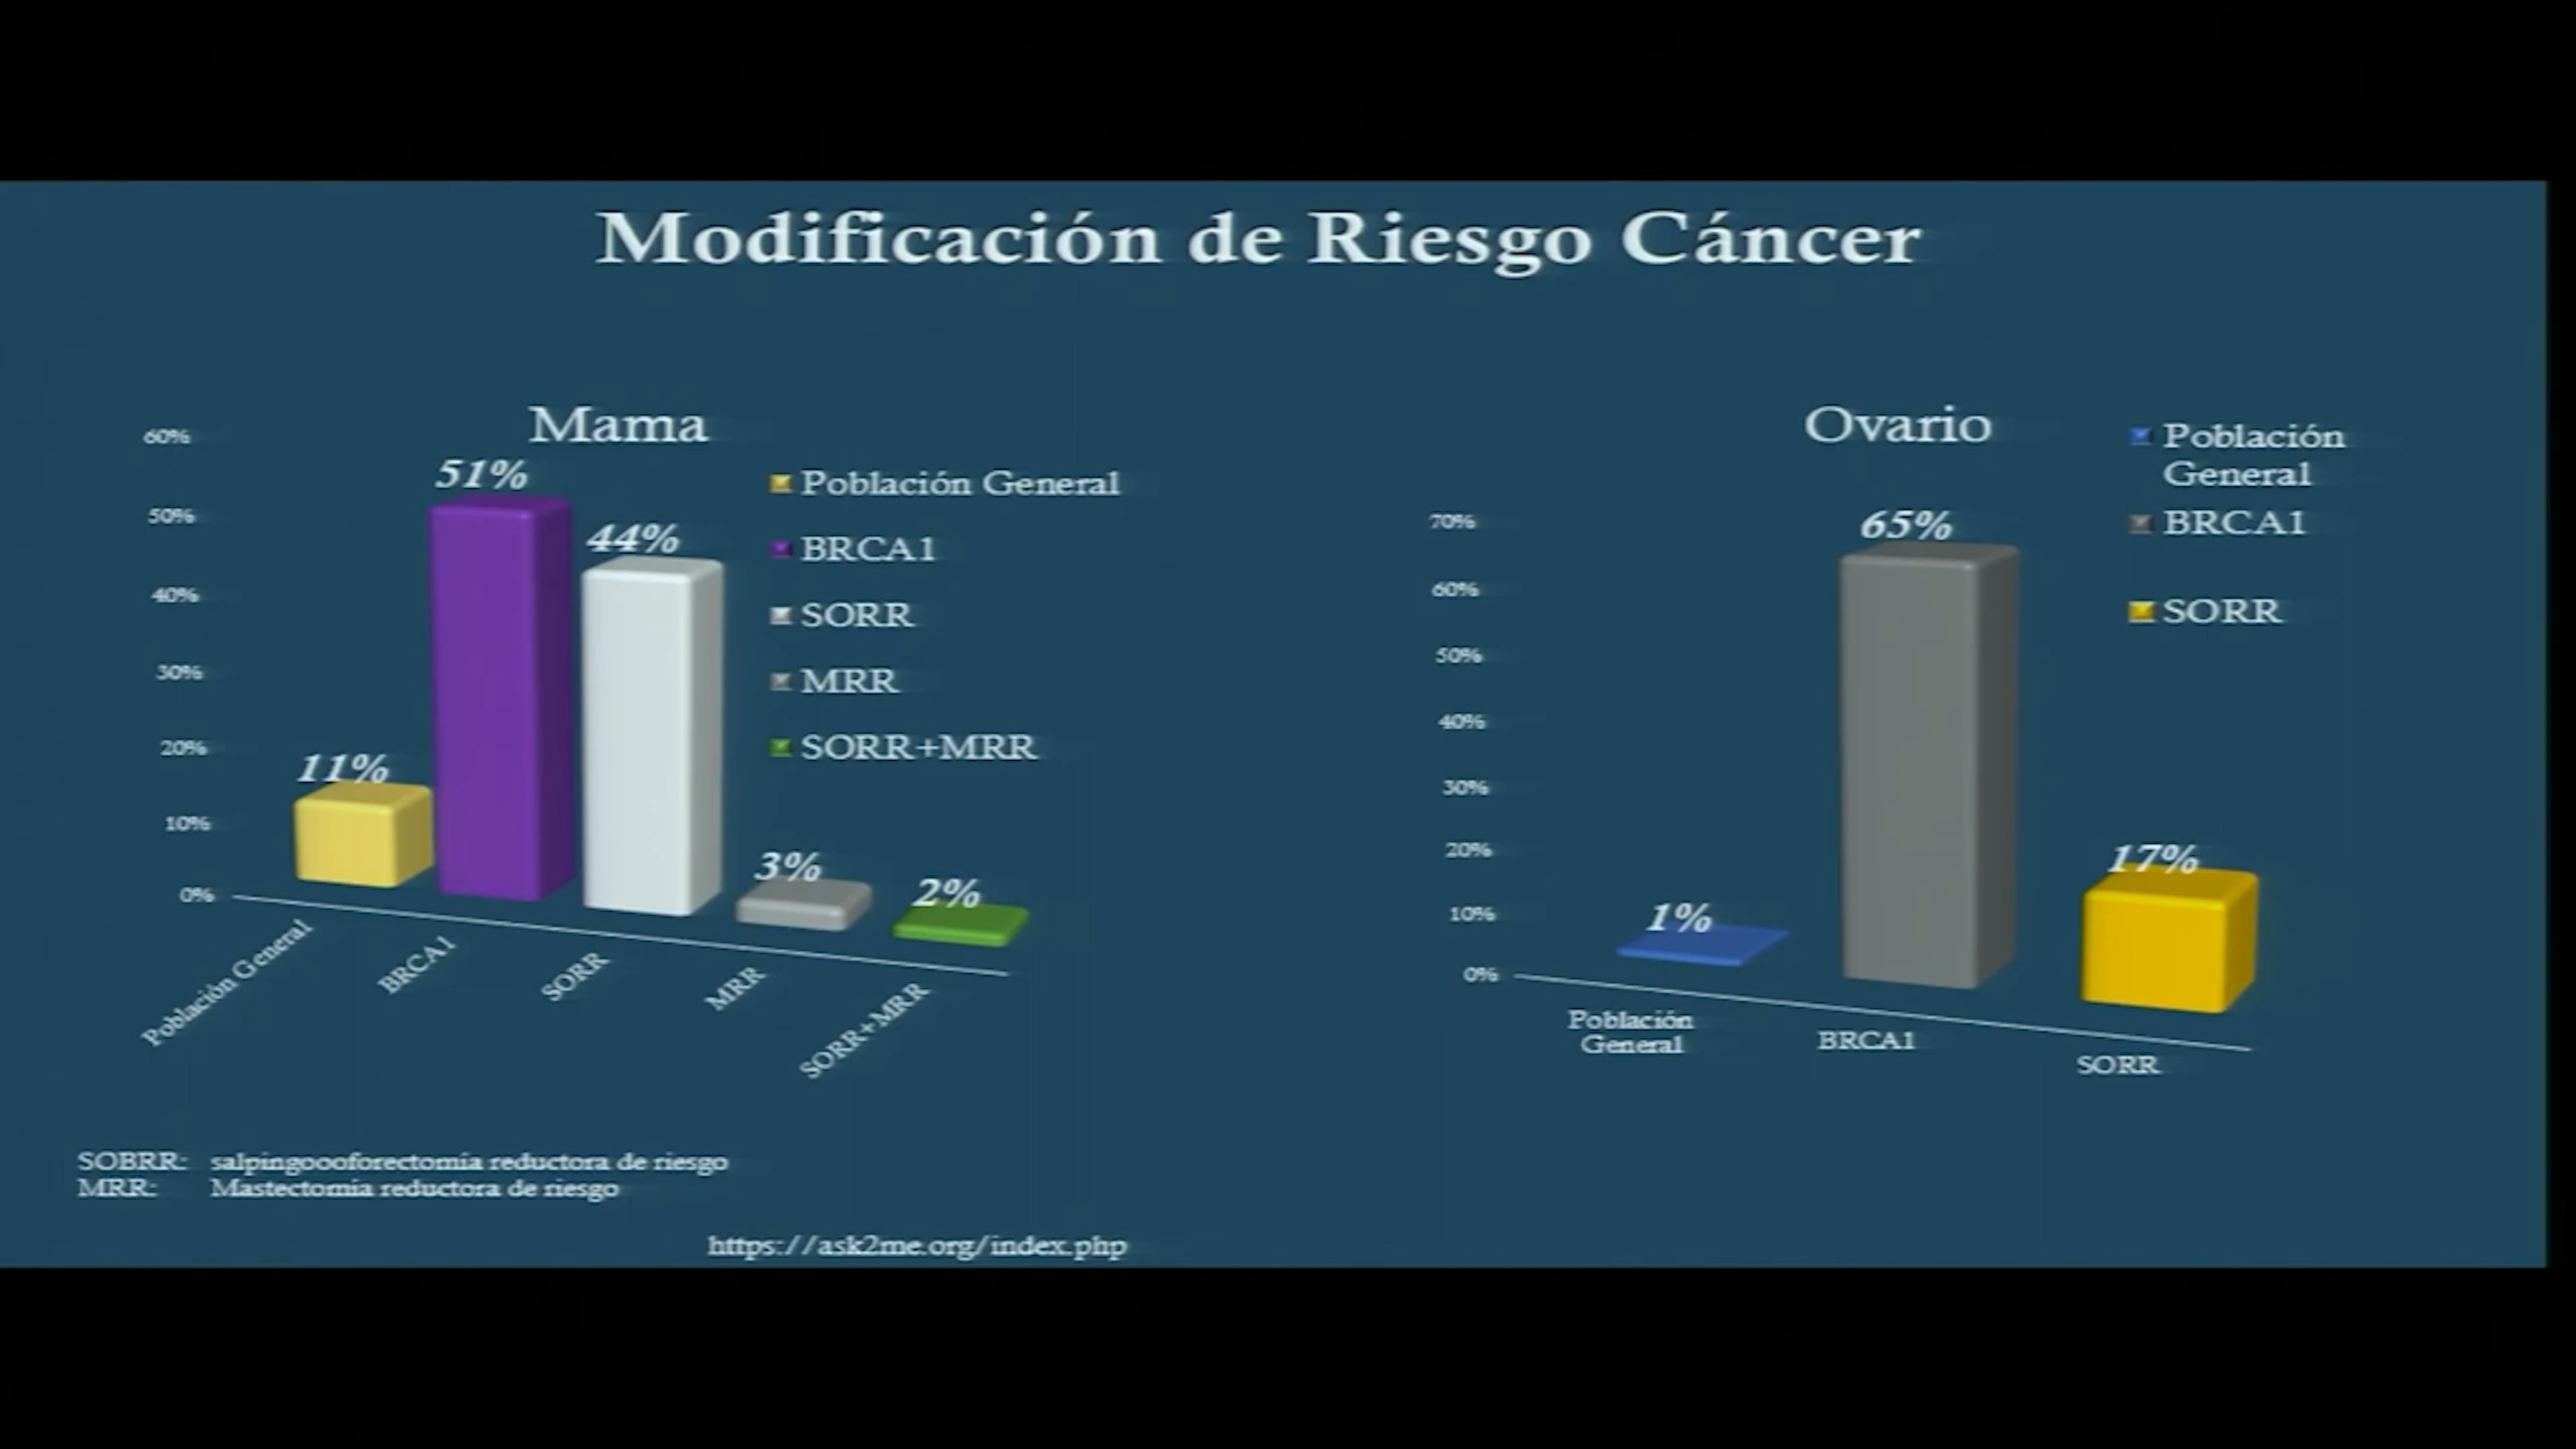 Modificación de Riesgo Cáncer
Mama
60%
50%
40%
30%
20%
10%
0%
11%
51%
44%
3%
2%
Población General
BRCA1
SORR
MRR
SORR+MRR
Población General
BRCA1
SORR
MRR
SORR+MRR
Ovario
70%
60%
50%
40%
30%
20%
10%
0%
1%
65%
17%
Población
General
BRCA1
SORR
Población
General
BRCA1
SORR
SOBRR: salpingoooforectomía reductora de riesgo
MRR: Mastectomía reductora de riesgo
https://ask2me.org/index.php